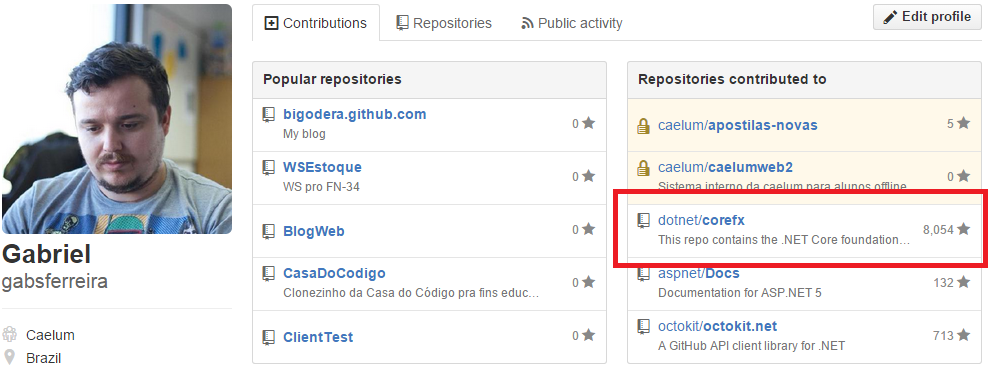 Contributions
Repositories
Public activity
Edit profile
Gabriel
gabsferreira
Caelum
Brazil
Popular repositories
bigodera.github.com
0
My blog
WSEstoque
0
WS pro FN-34
BlogWeb
0
CasaDoCodigo
0
Clonezinho da Casa do Código pra fins educ…
ClientTest
0
Repositories contributed to
caelum/apostilas-novas
5
caelum/caelumweb2
0
Sistema interno da caelum para alunos offline
dotnet/corefx
8,054
This repo contains the .NET Core foundation…
aspnet/Docs
132
Documentation for ASP.NET 5
octokit/octokit.net
713
A GitHub API client library for .NET